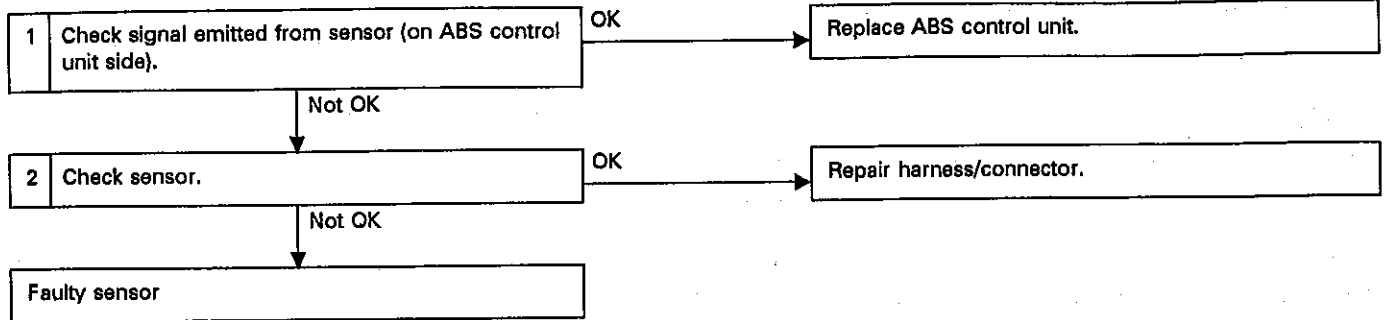 1 Check signal emitted from sensor (on ABS control
unit side).
OK
Replace ABS control unit.
Not OK
2 Check sensor.
OK
Repair harness/connector.
Not OK
Faulty sensor